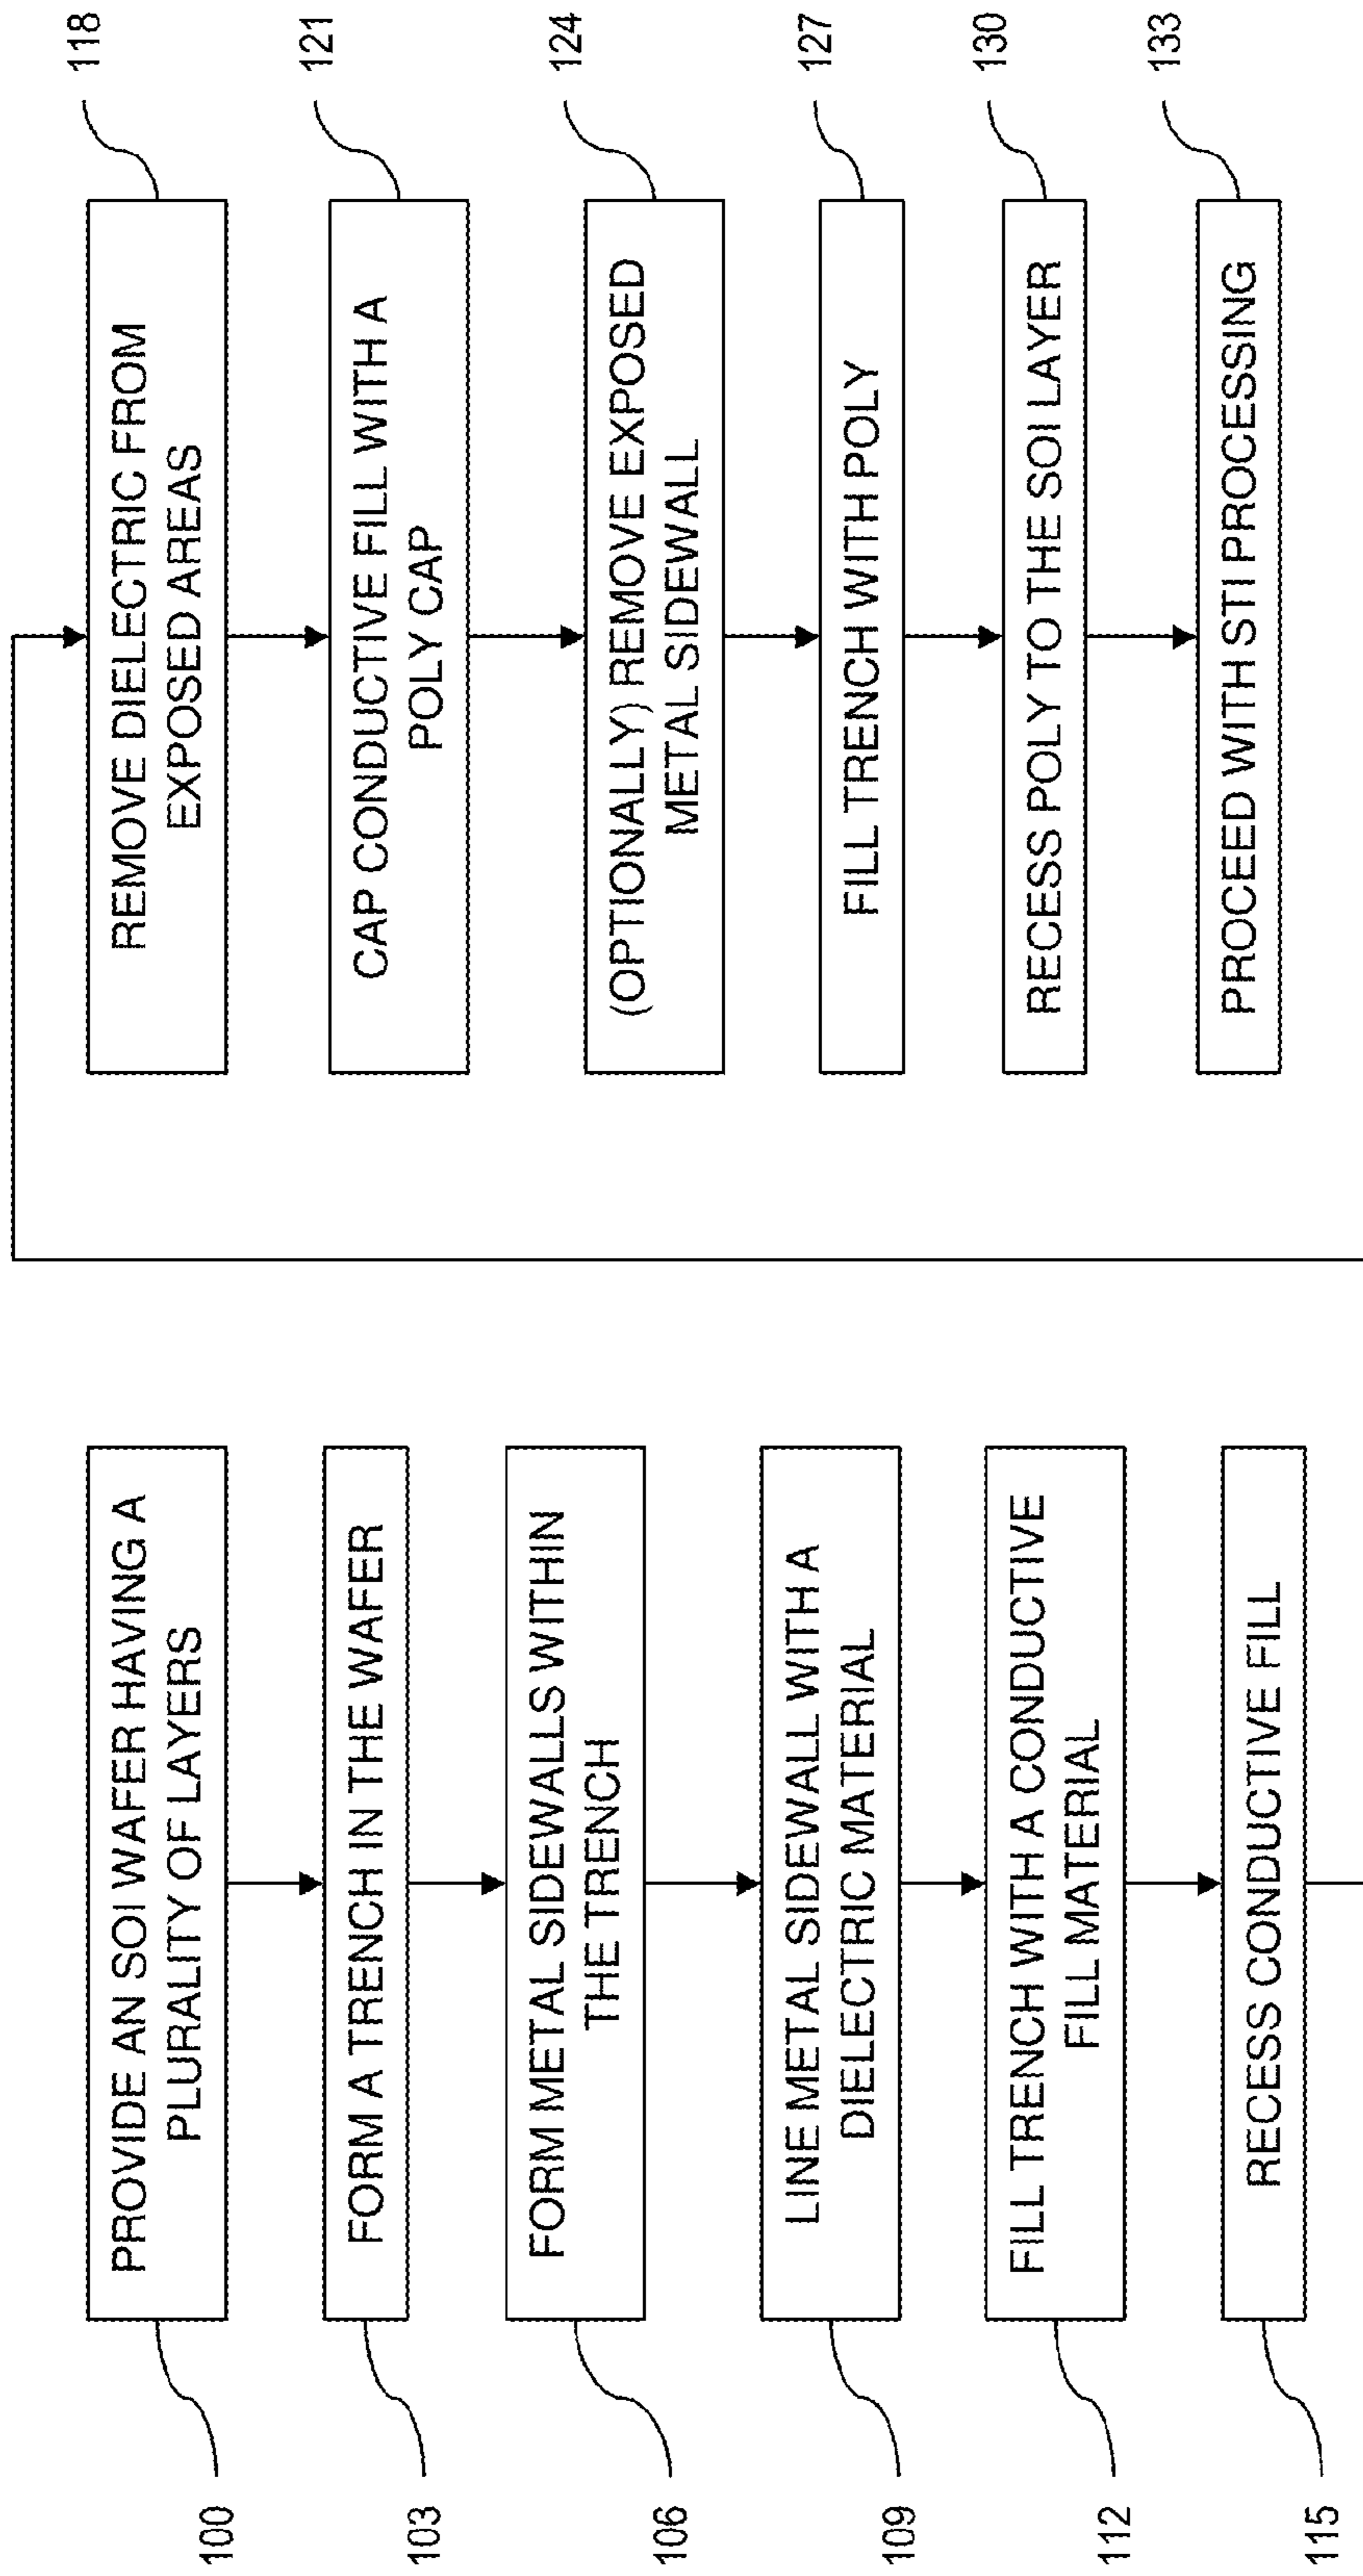 100
PROVIDE AN SOI WAFER HAVING A
PLURALITY OF LAYERS
103
FORM A TRENCH IN THE WAFER
106
FORM METAL SIDEWALLS WITHIN
THE TRENCH
109
LINE METAL SIDEWALL WITH A
DIELECTRIC MATERIAL
112
FILL TRENCH WITH A CONDUCTIVE
FILL MATERIAL
115
RECESS CONDUCTIVE FILL
REMOVE DIELECTRIC FROM
EXPOSED AREAS
118
CAP CONDUCTIVE FILL WITH A
POLY CAP
121
(OPTIONALLY) REMOVE EXPOSED
METAL SIDEWALL
124
FILL TRENCH WITH POLY
127
RECESS POLY TO THE SOI LAYER
130
PROCEED WITH STI PROCESSING
133